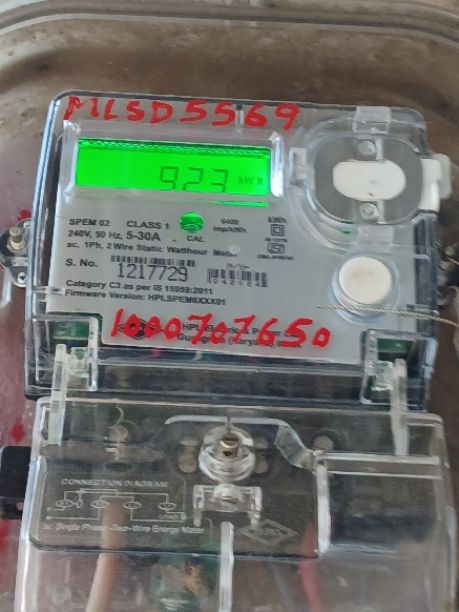 MLSD5569
923 kWh
SPEM 02 CLASS 1 6400 imp/kWh kWh
240V, 50 Hz, 5-30A CAL
ac, 1Ph, 2 Wire Static Watthour Meter
S. No. 1217729
Category C3 as per IS 15959:2011
Firmware Version: HPLSPEM6XXX01
1000707650
CONNECTION DIAGRAM
LOAD
ac Single Phase Two-Wire Energy Meter